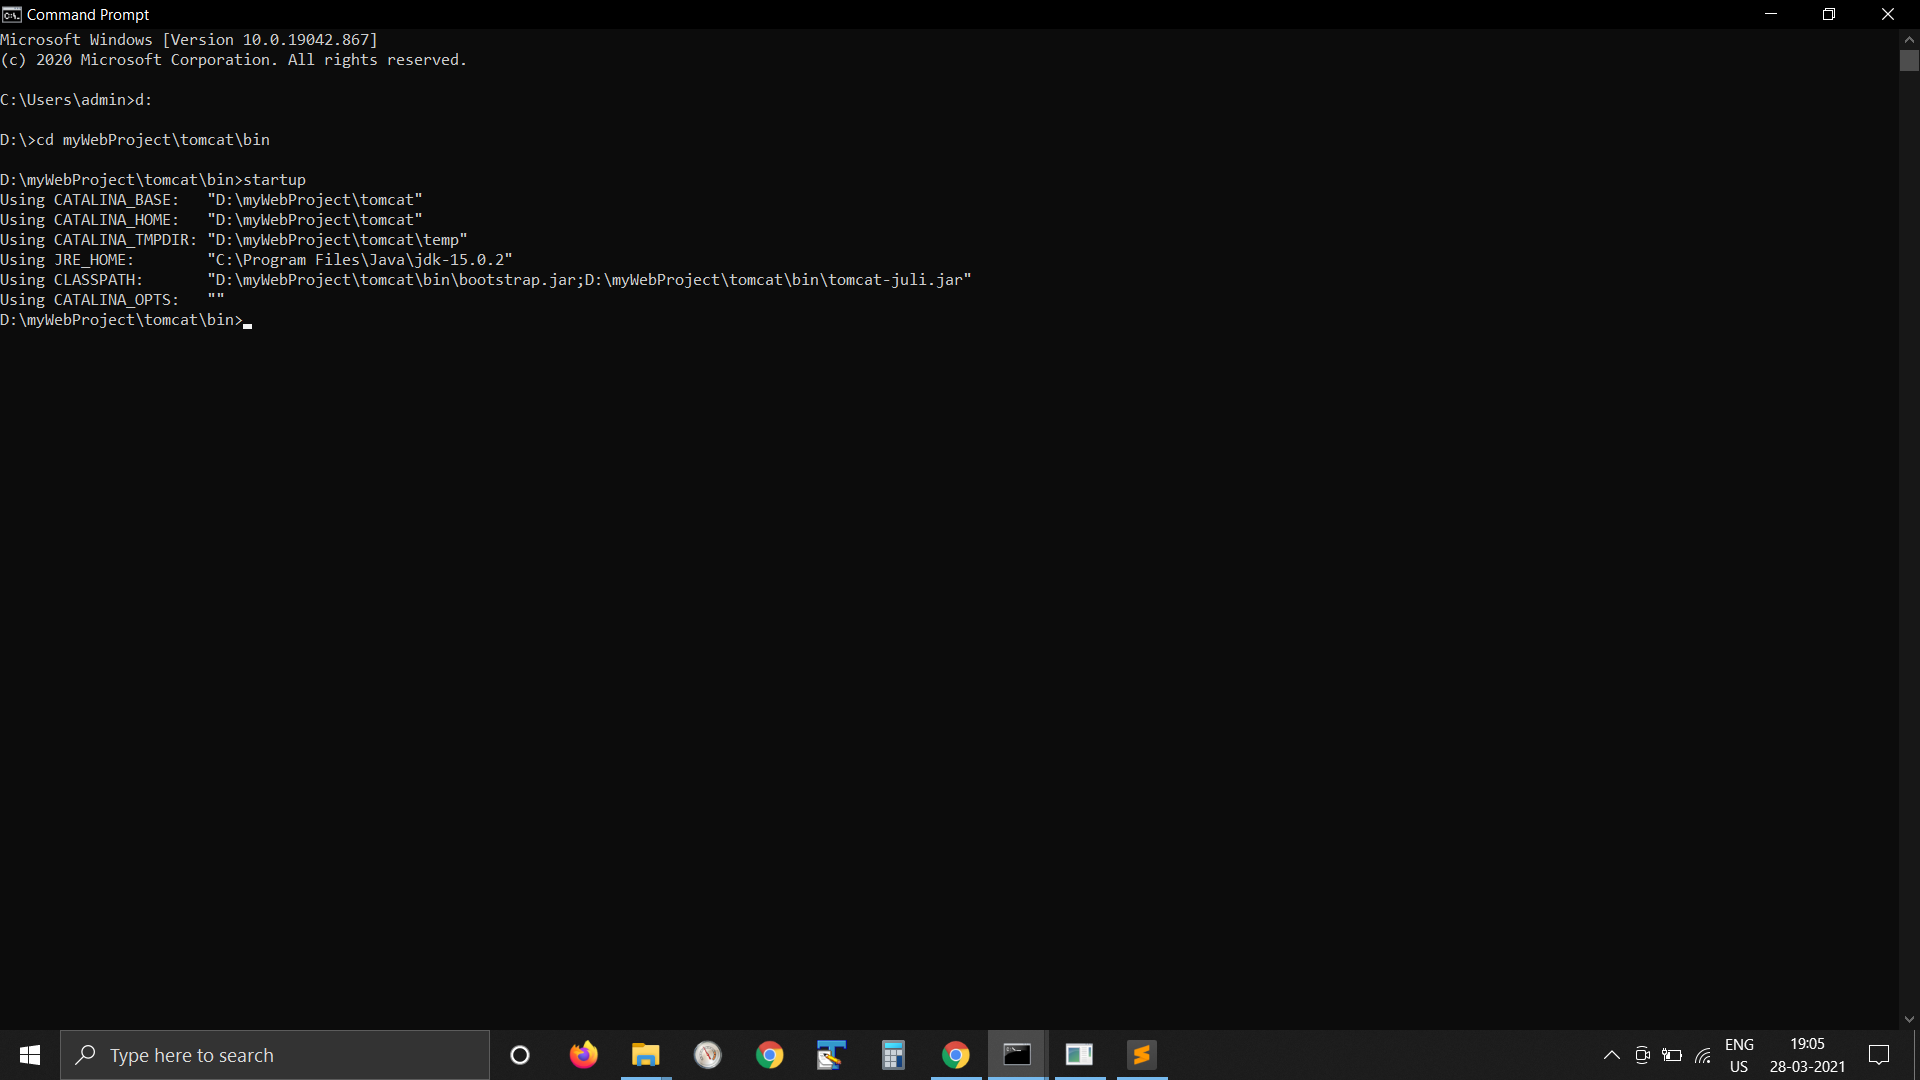 Command Prompt
Microsoft Windows [Version 10.0.19042.867]
(c) 2020 Microsoft Corporation. All rights reserved.
C:\Users\admin>d:
D:\>cd myWebProject\tomcat\bin
D:\myWebProject\tomcat\bin>startup
Using CATALINA_BASE:   "D:\myWebProject\tomcat"
Using CATALINA_HOME:   "D:\myWebProject\tomcat"
Using CATALINA_TMPDIR: "D:\myWebProject\tomcat\temp"
Using JRE_HOME:        "C:\Program Files\Java\jdk-15.0.2"
Using CLASSPATH:       "D:\myWebProject\tomcat\bin\bootstrap.jar;D:\myWebProject\tomcat\bin\tomcat-juli.jar"
Using CATALINA_OPTS:   ""
D:\myWebProject\tomcat\bin>
Type here to search
ENG
US
19:05
28-03-2021